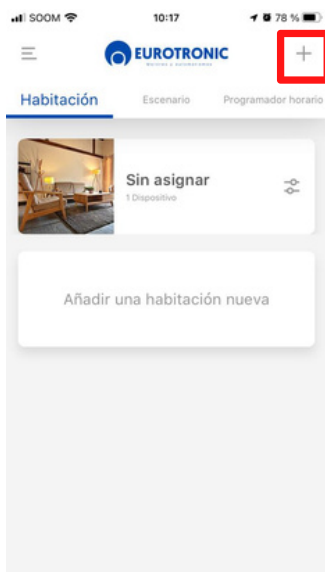 SOOM 10:17 78 %
EUROTRONIC
Habitación Escenario Programador horario
Sin asignar
1 Dispositivo
Añadir una habitación nueva